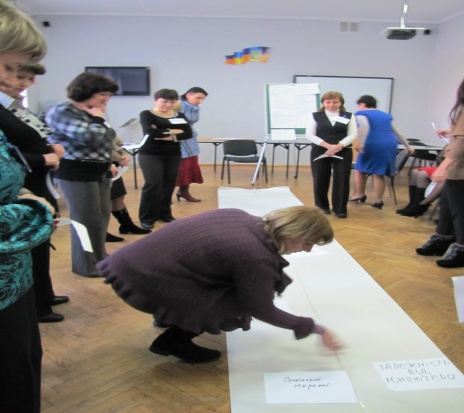 Соціальні
мережі
ЗАЛЕЖНІСТЬ
ВІД
КОМП'ЮТЕРА